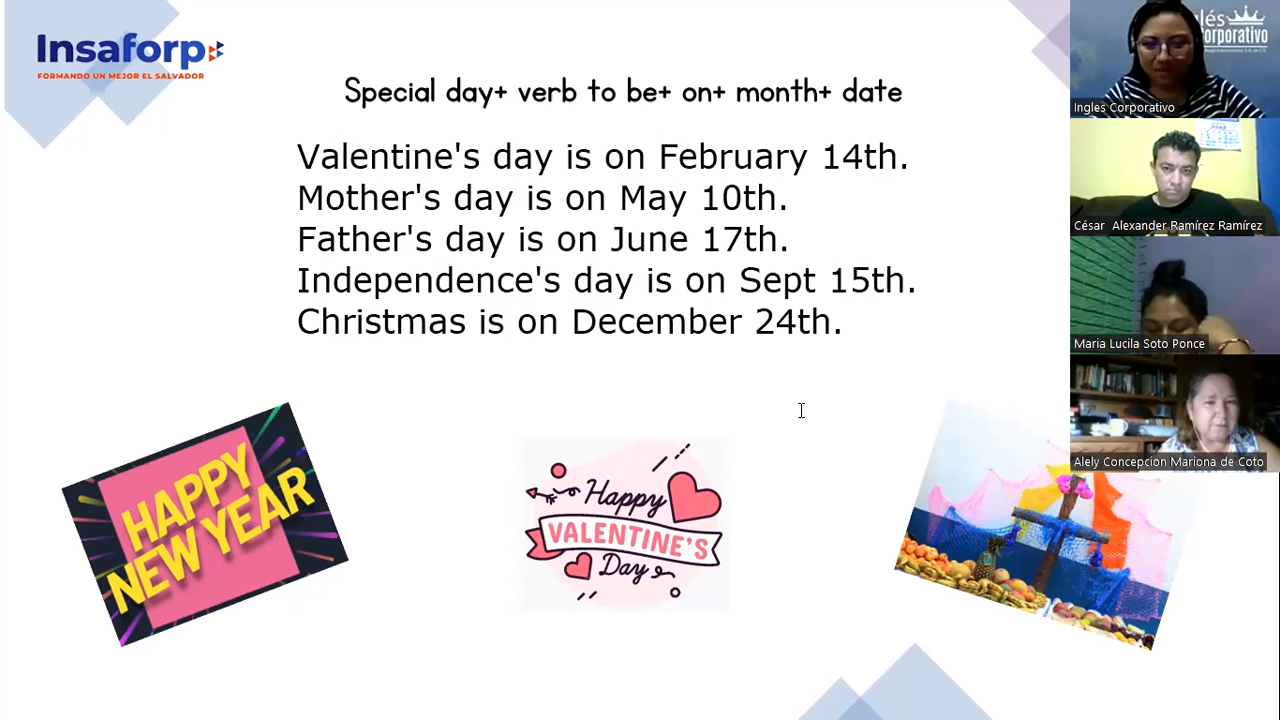 Insaforp
FORMANDO UN MEJOR EL SALVADOR
Special day+ verb to be+ on+ month+ date
Valentine's day is on February 14th.
Mother's day is on May 10th.
Father's day is on June 17th.
Independence's day is on Sept 15th.
Christmas is on December 24th.
HAPPY
NEW YEAR
Happy
VALENTINE'S
Day
Ingles Corporativo
César Alexander Ramírez Ramírez
Maria Lucila Soto Ponce
Alely Concepcion Mariona de Coto